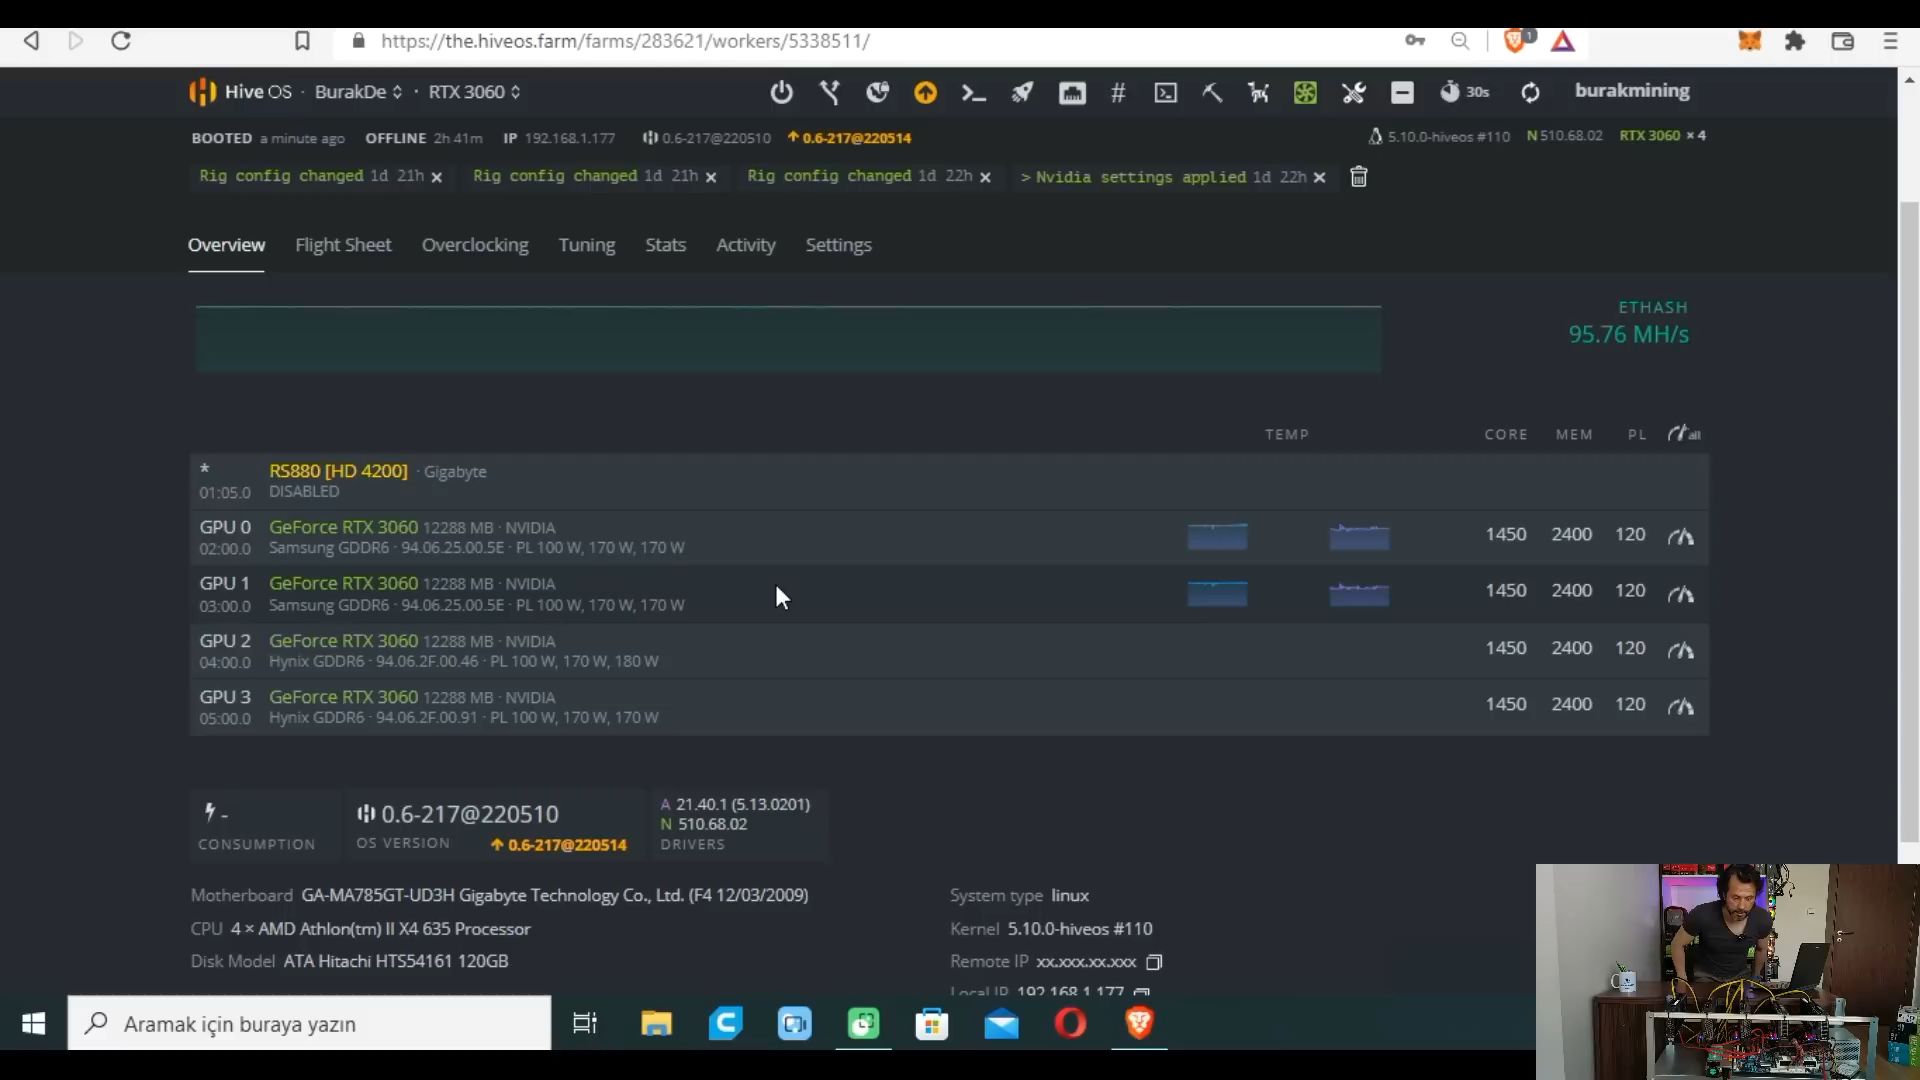 https://the.hiveos.farm/farms/283621/workers/5338511/
1
Hive OS · BurakDe · RTX 3060
30s
burakmining
BOOTED a minute ago OFFLINE 2h 41m IP 192.168.1.177 0.6-217@220510 0.6-217@220514
5.10.0-hiveos #110 N 510.68.02 RTX 3060 × 4
Rig config changed 1d 21h × Rig config changed 1d 21h × Rig config changed 1d 22h × > Nvidia settings applied 1d 22h ×
Overview Flight Sheet Overclocking Tuning Stats Activity Settings
ETHASH
95.76 MH/s
TEMP CORE MEM PL all
* RS880 [HD 4200] · Gigabyte
01:05.0 DISABLED
GPU 0 GeForce RTX 3060 12288 MB · NVIDIA 1450 2400 120
02:00.0 Samsung GDDR6 · 94.06.25.00.5E · PL 100 W, 170 W, 170 W
GPU 1 GeForce RTX 3060 12288 MB · NVIDIA 1450 2400 120
03:00.0 Samsung GDDR6 · 94.06.25.00.5E · PL 100 W, 170 W, 170 W
GPU 2 GeForce RTX 3060 12288 MB · NVIDIA 1450 2400 120
04:00.0 Hynix GDDR6 · 94.06.2F.00.46 · PL 100 W, 170 W, 180 W
GPU 3 GeForce RTX 3060 12288 MB · NVIDIA 1450 2400 120
05:00.0 Hynix GDDR6 · 94.06.2F.00.91 · PL 100 W, 170 W, 170 W
-
CONSUMPTION
0.6-217@220510
OS VERSION 0.6-217@220514
A 21.40.1 (5.13.0201)
N 510.68.02
DRIVERS
Motherboard GA-MA785GT-UD3H Gigabyte Technology Co., Ltd. (F4 12/03/2009)
CPU 4 × AMD Athlon(tm) II X4 635 Processor
Disk Model ATA Hitachi HTS54161 120GB
System type linux
Kernel 5.10.0-hiveos #110
Remote IP xx.xxx.xx.xxx
Local IP 192.168.1.177
Aramak için buraya yazın